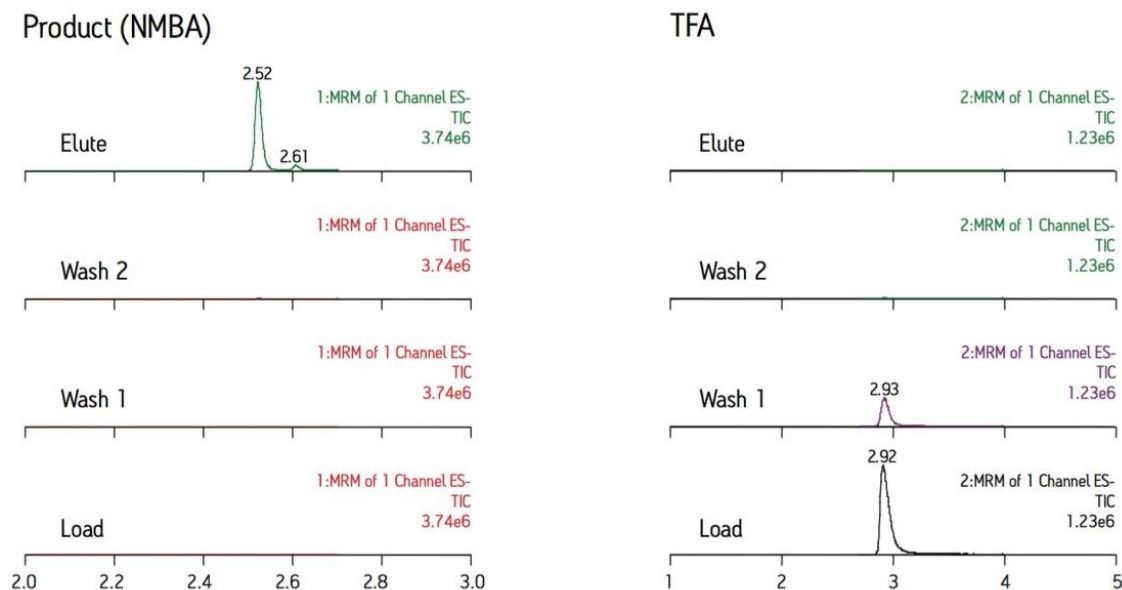 Product (NMBA)
2.52
1:MRM of 1 Channel ES-
TIC
3.74e6
2.61
Elute
1:MRM of 1 Channel ES-
TIC
3.74e6
Wash 2
1:MRM of 1 Channel ES-
TIC
3.74e6
Wash 1
1:MRM of 1 Channel ES-
TIC
3.74e6
Load
2.0 2.2 2.4 2.6 2.8 3.0
TFA
2:MRM of 1 Channel ES-
TIC
1.23e6
Elute
2:MRM of 1 Channel ES-
TIC
1.23e6
Wash 2
2:MRM of 1 Channel ES-
TIC
1.23e6
2.93
Wash 1
2.92
2:MRM of 1 Channel ES-
TIC
1.23e6
Load
1 2 3 4 5